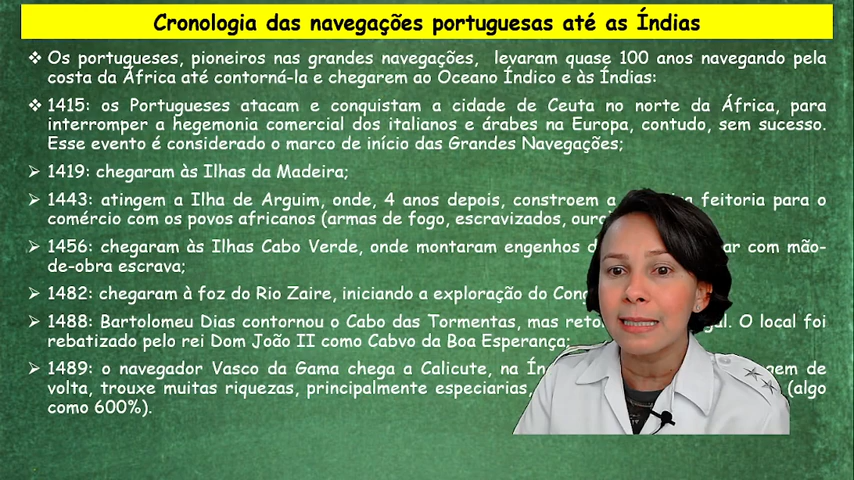 Cronologia das navegações portuguesas até as Índias
❖ Os portugueses, pioneiros nas grandes navegações, levaram quase 100 anos navegando pela
costa da África até contorná-la e chegarem ao Oceano Índico e às Índias:
❖ 1415: os Portugueses atacam e conquistam a cidade de Ceuta no norte da África, para
interromper a hegemonia comercial dos italianos e árabes na Europa, contudo, sem sucesso.
Esse evento é considerado o marco de início das Grandes Navegações;
➢ 1419: chegaram às Ilhas da Madeira;
➢ 1443: atingem a Ilha de Arguim, onde, 4 anos depois, constroem a feitoria para o
comércio com os povos africanos (armas de fogo, escravizados,
➢ 1456: chegaram às Ilhas Cabo Verde, onde montaram engenhos com mão-
de-obra escrava;
➢ 1482: chegaram à foz do Rio Zaire, iniciando a exploração do
➢ 1488: Bartolomeu Dias contornou o Cabo das Tormentas, mas O local foi
rebatizado pelo rei Dom João II como Cabvo da Boa Esperança;
➢ 1489: o navegador Vasco da Gama chega a Calicute, na de
volta, trouxe muitas riquezas, principalmente especiarias, (algo
como 600%).